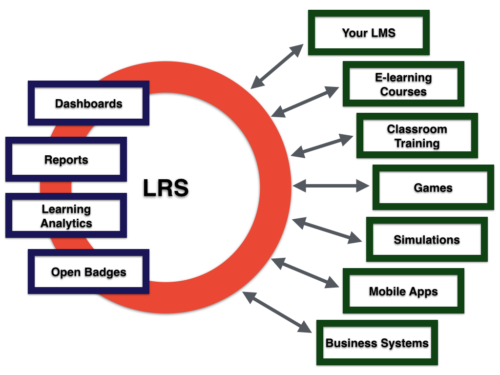 Dashboards
Reports
Learning
Analytics
Open Badges
LRS
Your LMS
E-learning
Courses
Classroom
Training
Games
Simulations
Mobile Apps
Business Systems